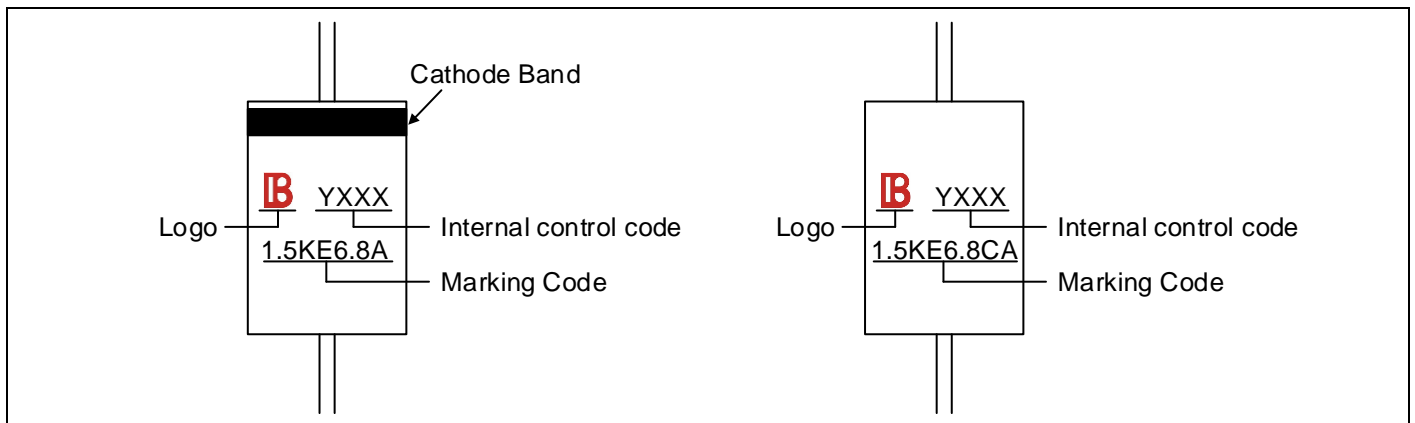 Cathode Band
B YXXX
Logo
Internal control code
1.5KE6.8A
Marking Code
B YXXX
Logo
Internal control code
1.5KE6.8CA
Marking Code